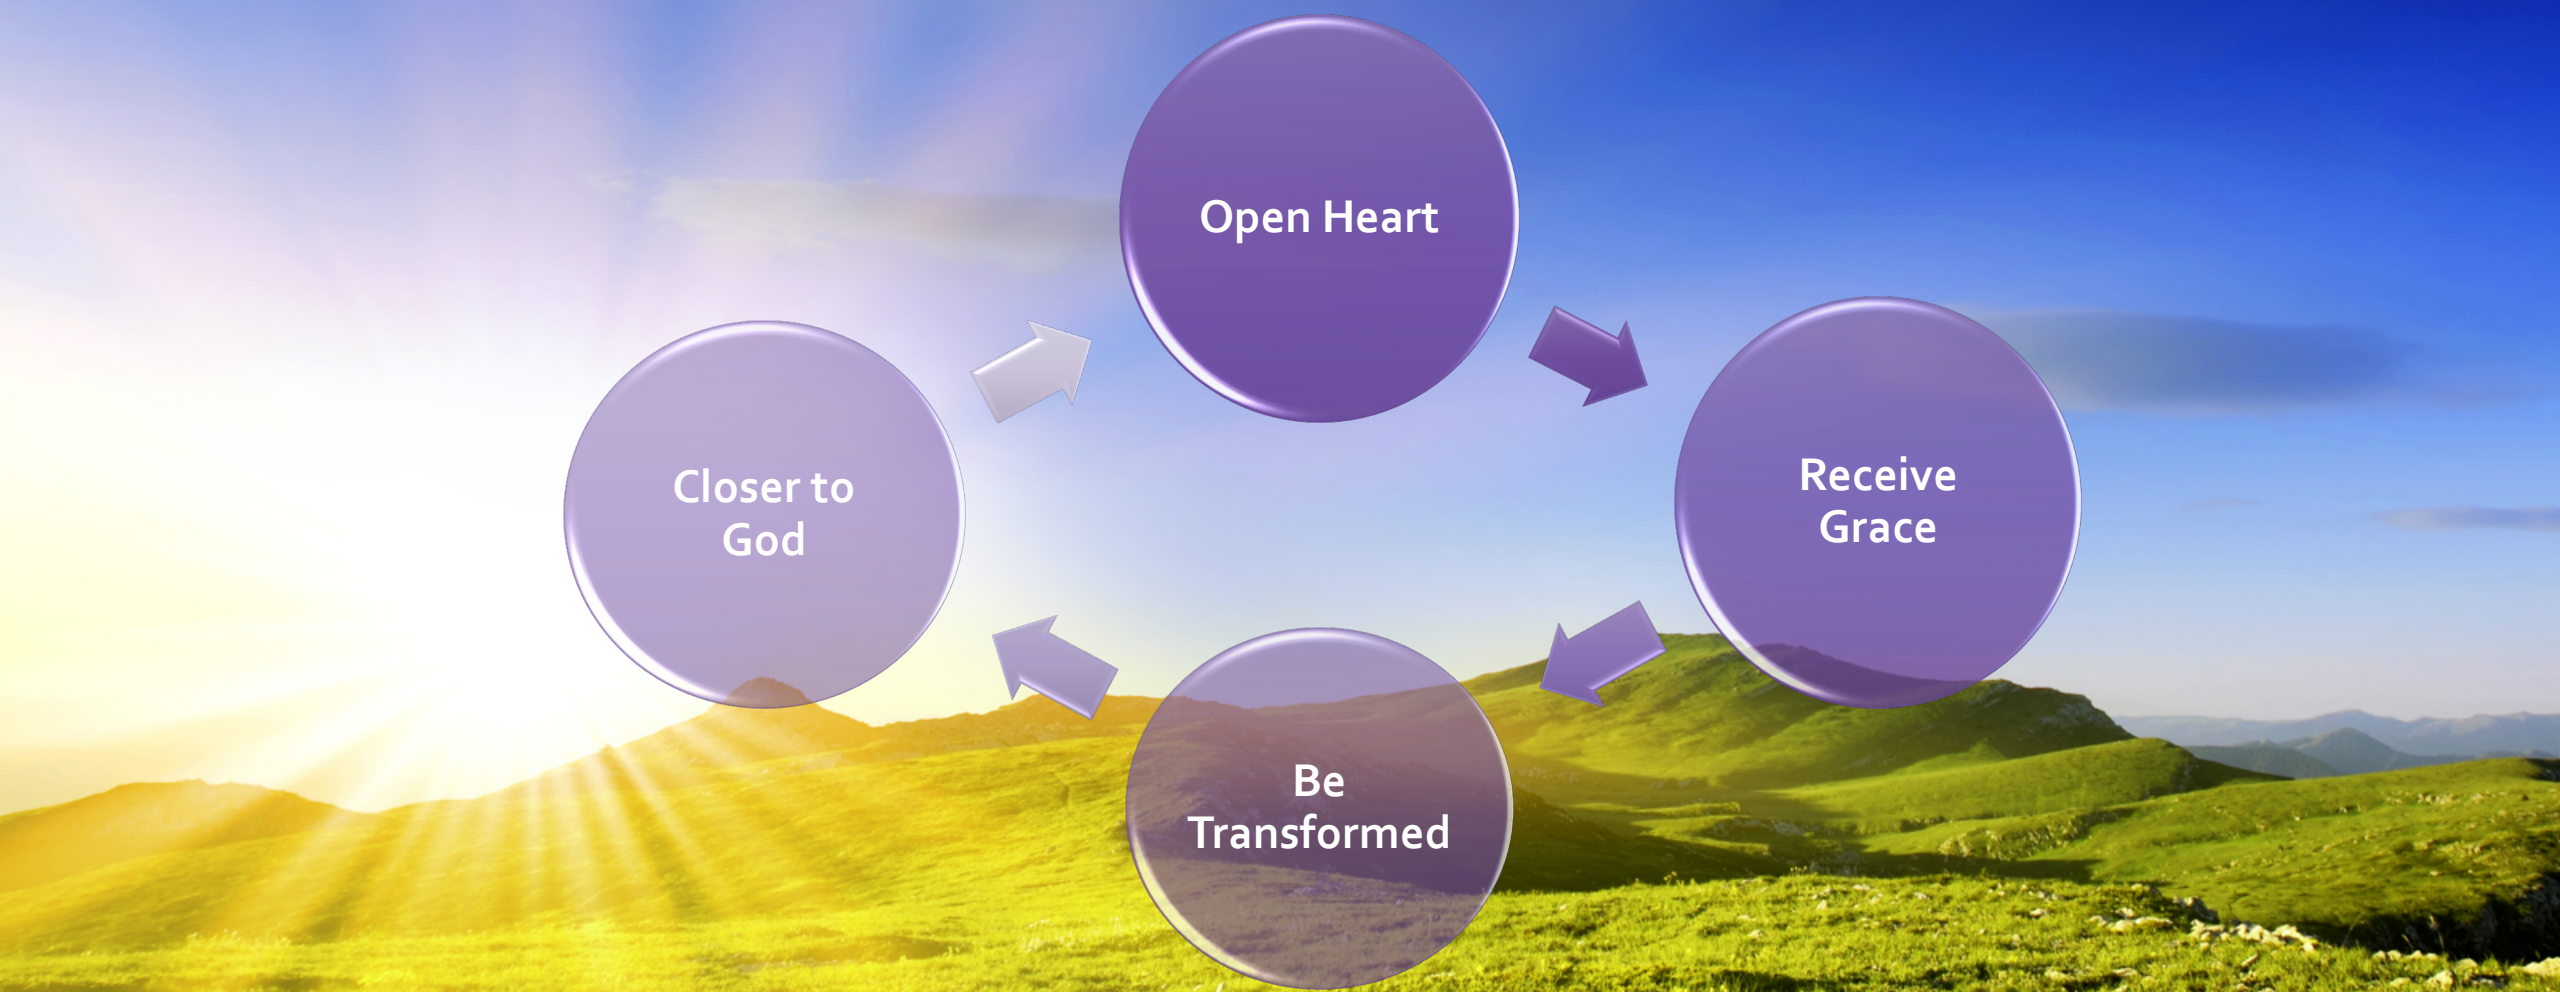 Open Heart
Receive
Grace
Be
Transformed
Closer to
God